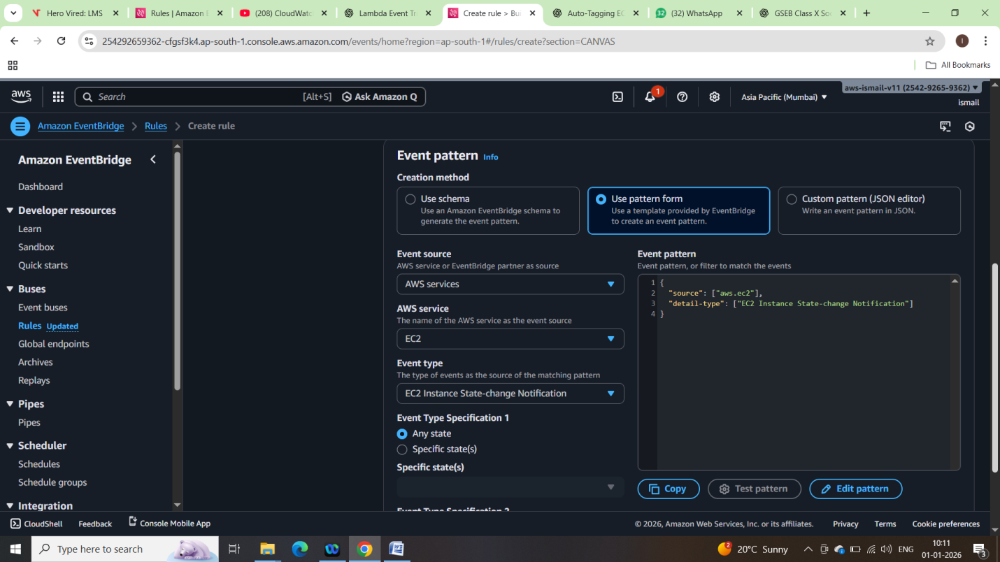 Hero Vired: LMS
Rules | Amazon E
(208) CloudWatc
Lambda Event Tr
Create rule > Bui
Auto-Tagging EC
32
(32) WhatsApp
GSEB Class X So
254292659362-cfgsf3k4.ap-south-1.console.aws.amazon.com/events/home?region=ap-south-1#/rules/create?section=CANVAS
I
All Bookmarks
aws
Search
[Alt+S]
Ask Amazon Q
1
Asia Pacific (Mumbai)
aws-ismail-v11 (2542-9265-9362)
ismail
Amazon EventBridge
Rules
Create rule
Amazon EventBridge
Dashboard
Developer resources
Learn
Sandbox
Quick starts
Buses
Event buses
Rules Updated
Global endpoints
Archives
Replays
Pipes
Pipes
Scheduler
Schedules
Schedule groups
Integration
Event pattern Info
Creation method
Use schema
Use an Amazon EventBridge schema to
generate the event pattern.
Use pattern form
Use a template provided by EventBridge
to create an event pattern.
Custom pattern (JSON editor)
Write an event pattern in JSON.
Event source
AWS service or EventBridge partner as source
AWS services
AWS service
The name of the AWS service as the event source
EC2
Event type
The type of events as the source of the matching pattern
EC2 Instance State-change Notification
Event Type Specification 1
Any state
Specific state(s)
Specific state(s)
Event Type Specification 2
Event pattern
Event pattern, or filter to match the events
1 {
2 "source": ["aws.ec2"],
3 "detail-type": ["EC2 Instance State-change Notification"]
4 }
Copy
Test pattern
Edit pattern
CloudShell
Feedback
Console Mobile App
© 2026, Amazon Web Services, Inc. or its affiliates.
Privacy
Terms
Cookie preferences
Type here to search
2
20°C Sunny
ENG
10:11
01-01-2026
3